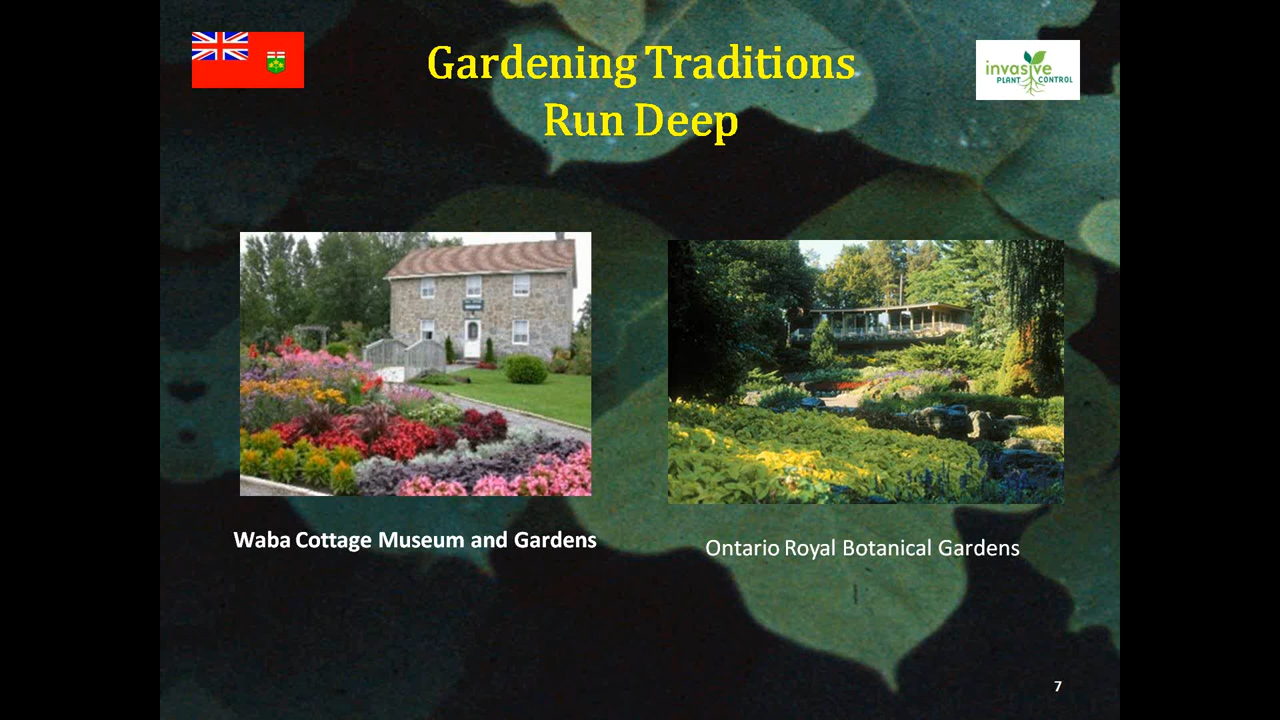 Gardening Traditions
Run Deep
invasive
PLANT CONTROL
Waba Cottage Museum and Gardens
Ontario Royal Botanical Gardens
7